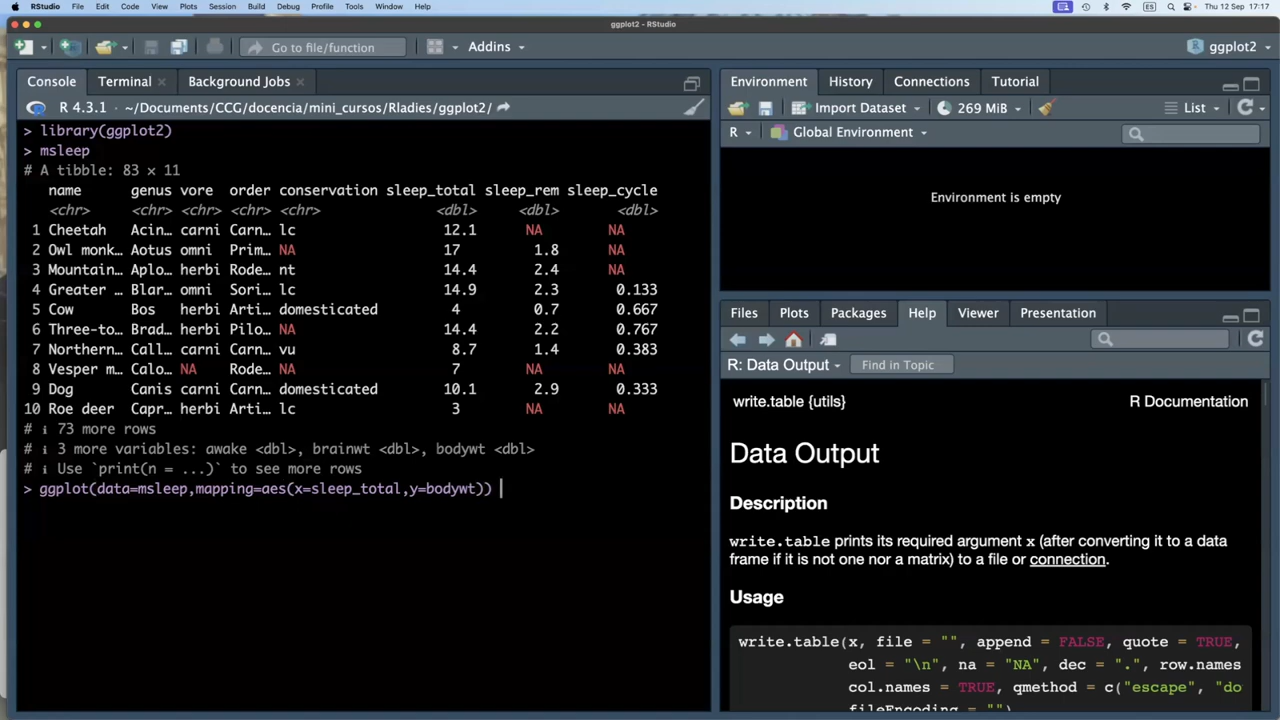 RStudio File Edit Code View Plots Session Build Debug Profile Tools Window Help ES Thu 12 Sep 17:17
ggplot2 - RStudio
Go to file/function Addins ggplot2
Console Terminal Background Jobs
R 4.3.1 · ~/Documents/CCG/docencia/mini_cursos/Rladies/ggplot2/
> library(ggplot2)
> msleep
# A tibble: 83 × 11
name genus vore order conservation sleep_total sleep_rem sleep_cycle
<chr> <chr> <chr> <chr> <chr> <dbl> <dbl> <dbl>
1 Cheetah Acin… carni Carn… lc 12.1 NA NA
2 Owl monk… Aotus omni Prim… NA 17 1.8 NA
3 Mountain… Aplo… herbi Rode… nt 14.4 2.4 NA
4 Greater … Blar… omni Sori… lc 14.9 2.3 0.133
5 Cow Bos herbi Arti… domesticated 4 0.7 0.667
6 Three-to… Brad… herbi Pilo… NA 14.4 2.2 0.767
7 Northern… Call… carni Carn… vu 8.7 1.4 0.383
8 Vesper m… Calo… NA Rode… NA 7 NA NA
9 Dog Canis carni Carn… domesticated 10.1 2.9 0.333
10 Roe deer Capr… herbi Arti… lc 3 NA NA
# ℹ 73 more rows
# ℹ 3 more variables: awake <dbl>, brainwt <dbl>, bodywt <dbl>
# ℹ Use `print(n = ...)` to see more rows
> ggplot(data=msleep,mapping=aes(x=sleep_total,y=bodywt))
Environment History Connections Tutorial
Import Dataset 269 MiB List
R Global Environment
Environment is empty
Files Plots Packages Help Viewer Presentation
R: Data Output Find in Topic
write.table {utils} R Documentation
Data Output
Description
write.table prints its required argument x (after converting it to a data
frame if it is not one nor a matrix) to a file or connection.
Usage
write.table(x, file = "", append = FALSE, quote = TRUE,
eol = "\n", na = "NA", dec = ".", row.names
col.names = TRUE, qmethod = c("escape", "do
fileEncoding = "")